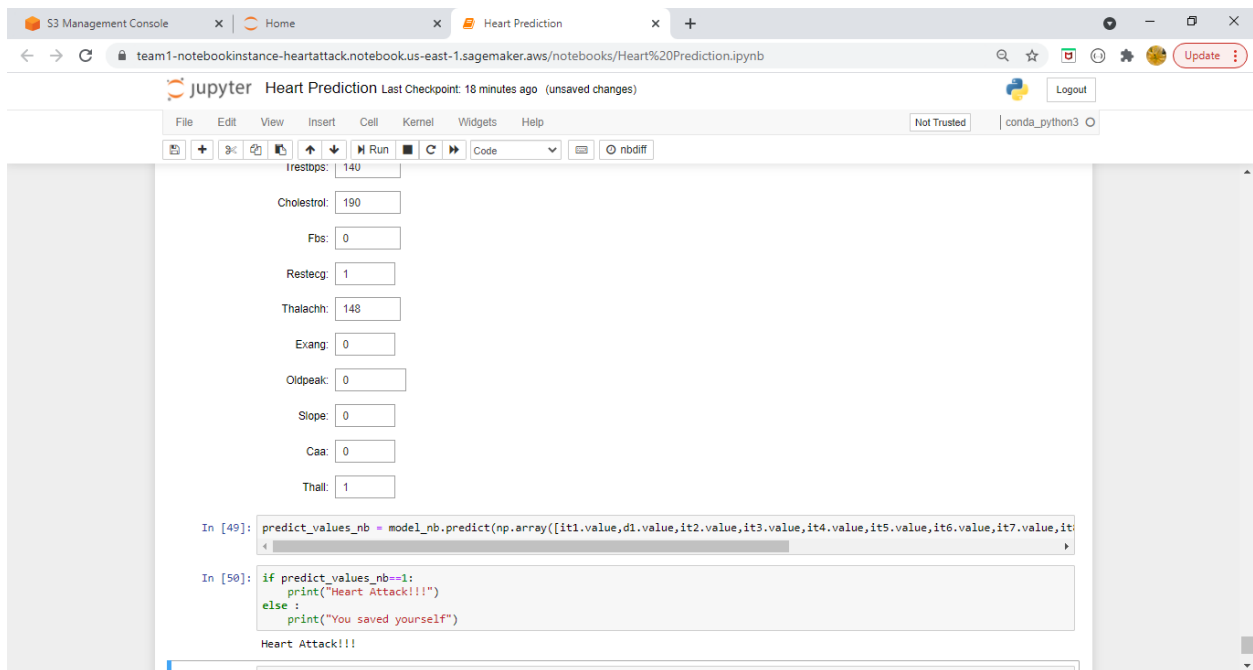 S3 Management Console
Home
Heart Prediction
team1-notebookinstance-heartattack.notebook.us-east-1.sagemaker.aws/notebooks/Heart%20Prediction.ipynb
Update
jupyter Heart Prediction Last Checkpoint: 18 minutes ago (unsaved changes)
Logout
File Edit View Insert Cell Kernel Widgets Help
Not Trusted
conda_python3
Run
Code
nbdiff
Trestbps: 140
Cholestrol: 190
Fbs: 0
Restecg: 1
Thalachh: 148
Exang: 0
Oldpeak: 0
Slope: 0
Caa: 0
Thall: 1
In [49]: predict_values_nb = model_nb.predict(np.array([it1.value,d1.value,it2.value,it3.value,it4.value,it5.value,it6.value,it7.value,it
In [50]: if predict_values_nb==1:
print("Heart Attack!!!")
else :
print("You saved yourself")
Heart Attack!!!